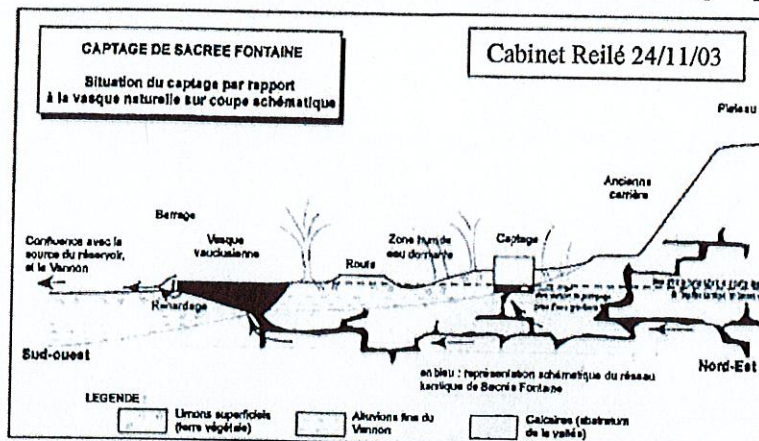 CAPTAGE DE SACREE FONTAINE
Situation du captage par rapport
à la vasque naturelle sur coupe schématique
Cabinet Reilé 24/11/03
Plateau
Ancienne
carrière
Barrage
Confluence avec la
source du réservoir,
et le Vannon
Vasque
vauclusienne
Route
Zone humide
eau dormante
Captage
Renardage
Sud-ouest
Nord-Est
en bleu : représentation schématique du réseau
karstique de Sacrée Fontaine
LEGENDE :
Limons superficiels
(terre végétale)
Alluvions fins du
Vannon
Calcaires (substratum
de la vallée)